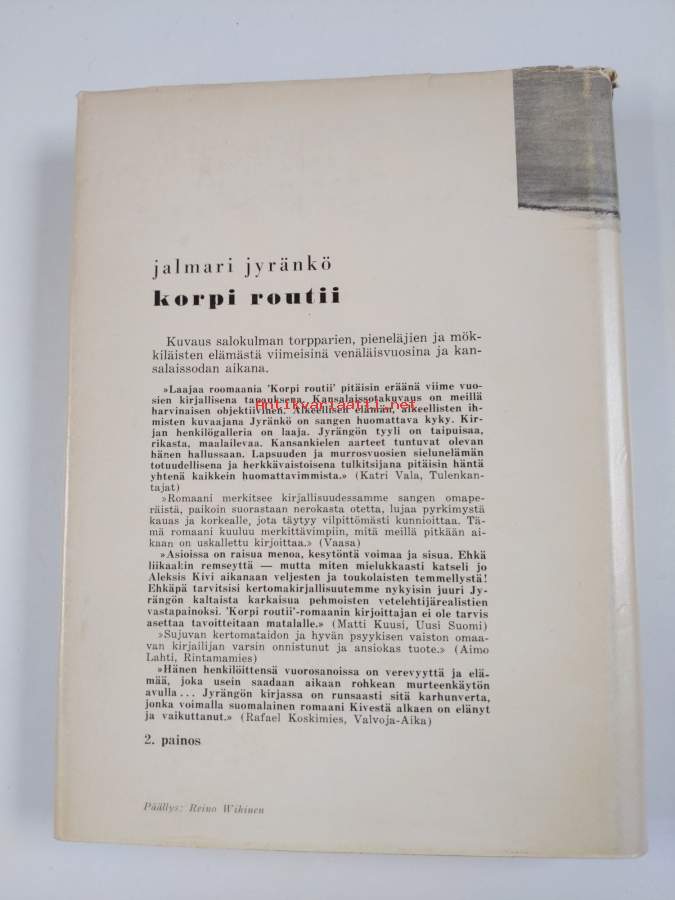 jalmari jyränkö
korpi routii
Kuvaus salokulman torpparien, pieneläjien ja mök-
kiläisten elämästä viimeisinä venäläisvuosina ja kan-
salaissodan aikana.
»Laajaa roomaania 'Korpi routii' pitäisin eräänä viime vuo-
sien kirjallisena tapauksena. Kansalaissotakuvaus on meillä
harvinaisen objektiivinen. Alkeellisen elämän, alkeellisten ih-
misten kuvaajana Jyränkö on sangen huomattava kyky. Kir-
jan henkilögalleria on laaja. Jyrängön tyyli on taipuisaa,
rikasta, maalailevaa. Kansankielen aarteet tuntuvat olevan
hänen hallussaan. Lapsuuden ja murrosvuosien sielunelämän
totuudellisena ja herkkävaistoisena tulkitsijana pitäisin häntä
yhtenä kaikkein huomattavimmista.» (Katri Vala, Tulenkan-
tajat)
»Romaani merkitsee kirjallisuudessamme sangen omape-
räistä, paikoin suorastaan nerokasta otetta, lujaa pyrkimystä
kauas ja korkealle, jota täytyy vilpittömästi kunnioittaa. Tä-
mä romaani kuuluu merkittävimpiin, mitä meillä pitkään ai-
kaan on uskallettu kirjoittaa.» (Vaasa)
»Asioissa on raisua menoa, kesytöntä voimaa ja sisua. Ehkä
liikaakin remseyttä — mutta miten mielukkaasti katseli jo
Aleksis Kivi aikanaan veljesten ja toukolaisten temmellystä!
Ehkäpä tarvitsisi kertomakirjallisuutemme nykyisin juuri Jy-
rängön kaltaista karkaisua pehmoisten vetelehtijärealistien
vastapainoksi. 'Korpi routii'-romaanin kirjoittajan ei ole tarvis
asettaa tavoitteitaan matalalle.» (Matti Kuusi, Uusi Suomi)
»Sujuvan kertomataidon ja hyvän psyykisen vaiston omaa-
van kirjailijan varsin onnistunut ja ansiokas tuote.» (Aimo
Lahti, Rintamamies)
»Hänen henkilöittensä vuorosanoissa on verevyyttä ja elä-
mää, joka usein saadaan aikaan rohkean murteenkäytön
avulla... Jyrängön kirjassa on runsaasti sitä karhunverta,
jonka voimalla suomalainen romaani Kivestä alkaen on elänyt
ja vaikuttanut.» (Rafael Koskimies, Valvoja-Aika)
2. painos
Päällys: Reino Wikinen
Antikvariaatti.net